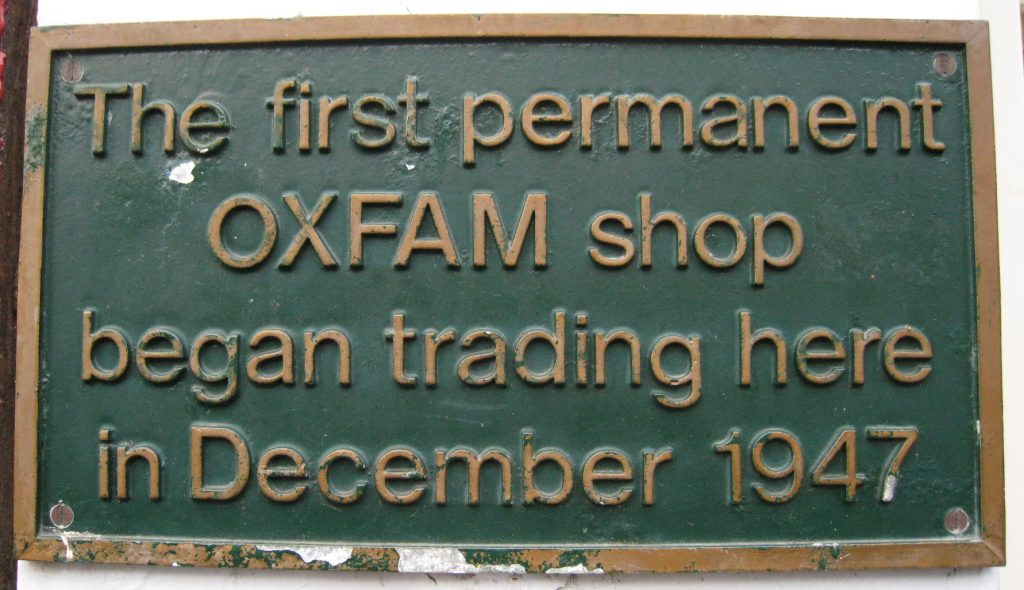 The first permanent
OXFAM shop
began trading here
in December 1947